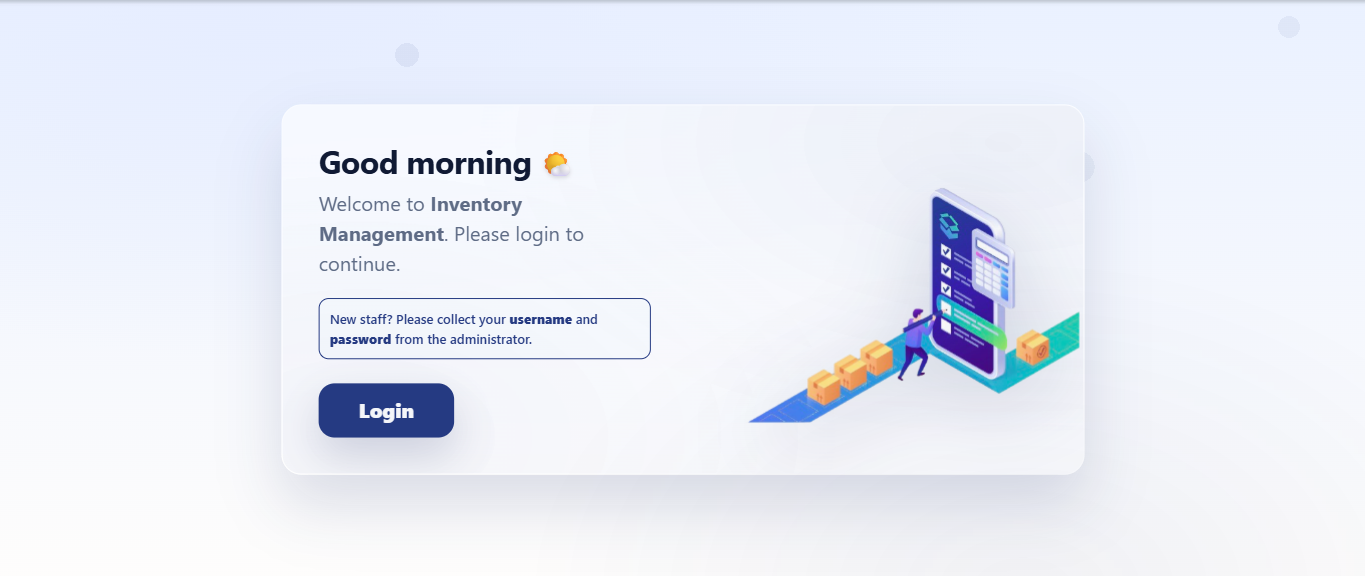 Good morning 🌤️
Welcome to Inventory
Management. Please login to
continue.
New staff? Please collect your username and
password from the administrator.
Login